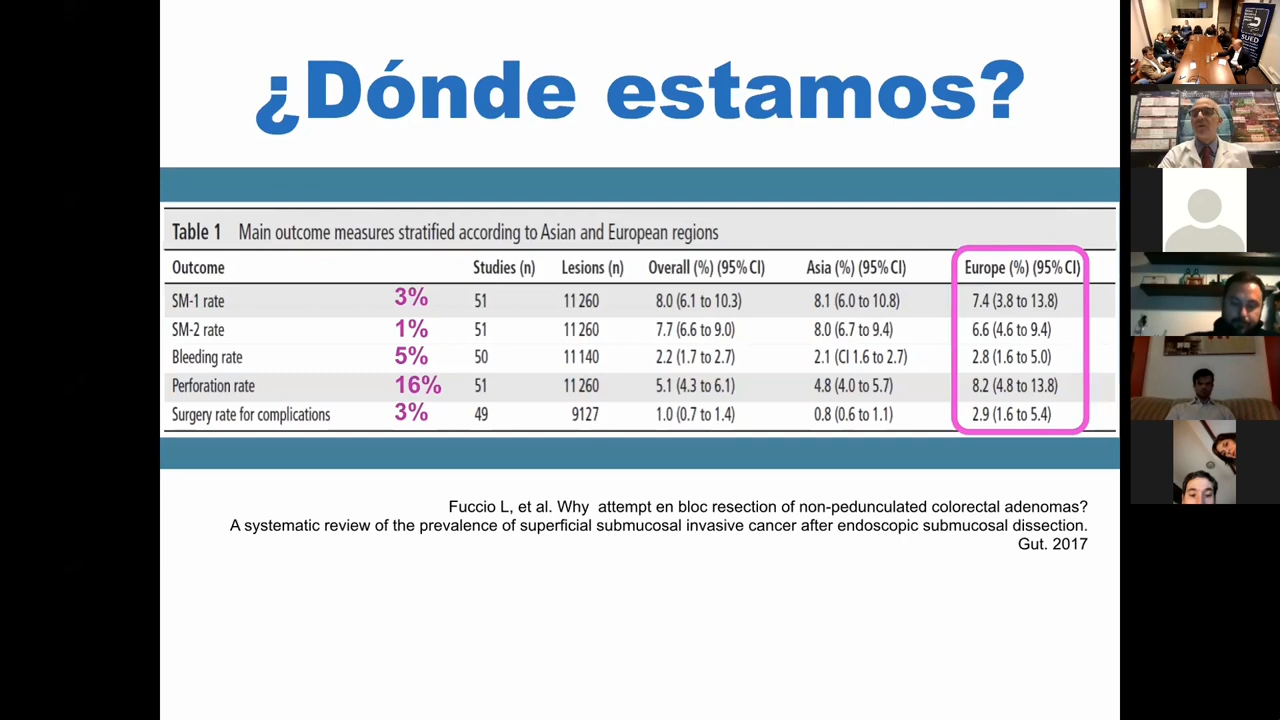 ¿Dónde estamos?
Table 1 Main outcome measures stratified according to Asian and European regions
Outcome Studies (n) Lesions (n) Overall (%) (95% CI) Asia (%) (95% CI) Europe (%) (95% CI)
SM-1 rate 3% 51 11 260 8.0 (6.1 to 10.3) 8.1 (6.0 to 10.8) 7.4 (3.8 to 13.8)
SM-2 rate 1% 51 11 260 7.7 (6.6 to 9.0) 8.0 (6.7 to 9.4) 6.6 (4.6 to 9.4)
Bleeding rate 5% 50 11 140 2.2 (1.7 to 2.7) 2.1 (CI 1.6 to 2.7) 2.8 (1.6 to 5.0)
Perforation rate 16% 51 11 260 5.1 (4.3 to 6.1) 4.8 (4.0 to 5.7) 8.2 (4.8 to 13.8)
Surgery rate for complications 3% 49 9127 1.0 (0.7 to 1.4) 0.8 (0.6 to 1.1) 2.9 (1.6 to 5.4)
Fuccio L, et al. Why attempt en bloc resection of non-pedunculated colorectal adenomas?
A systematic review of the prevalence of superficial submucosal invasive cancer after endoscopic submucosal dissection.
Gut. 2017
SUED